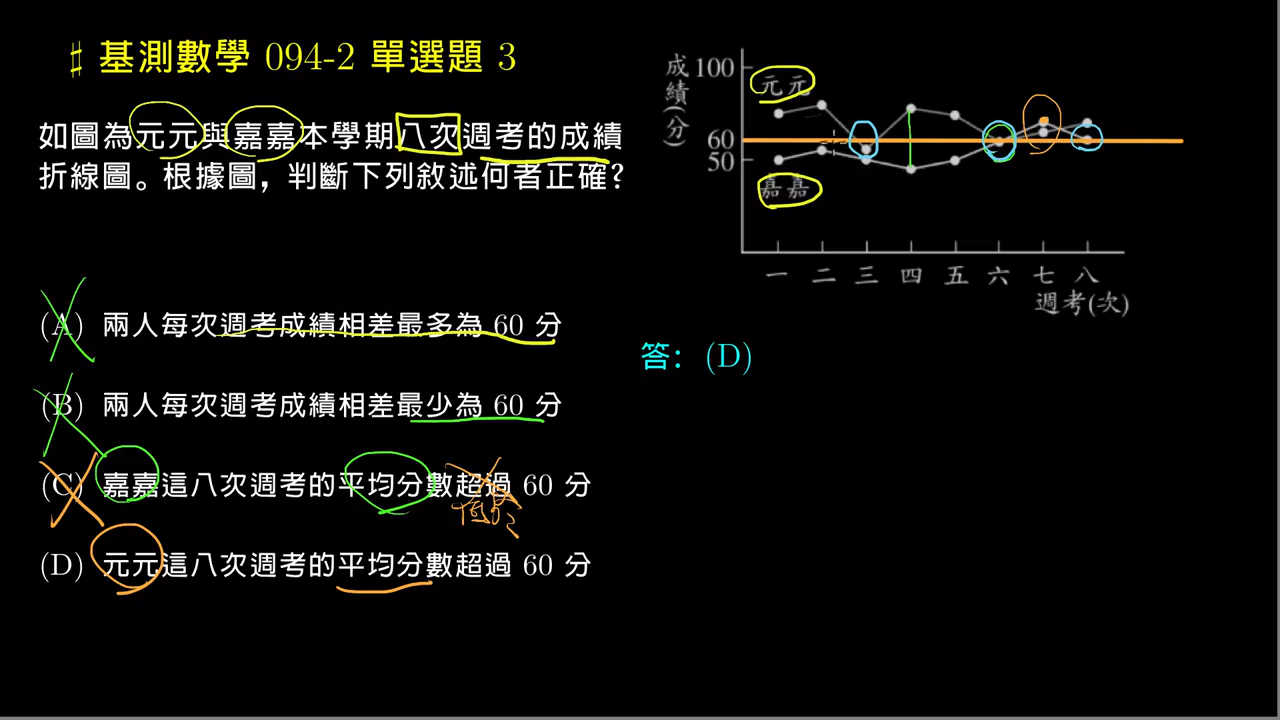 ♯ 基測數學 094-2 單選題 3
如圖為元元與嘉嘉本學期八次週考的成績
折線圖。根據圖，判斷下列敘述何者正確？
(A) 兩人每次週考成績相差最多為 60 分
(B) 兩人每次週考成績相差最少為 60 分
(C) 嘉嘉這八次週考的平均分數超過 60 分
(D) 元元這八次週考的平均分數超過 60 分
成績(分)
100
元元
60
50
嘉嘉
一 二 三 四 五 六 七 八
週考(次)
答：(D)